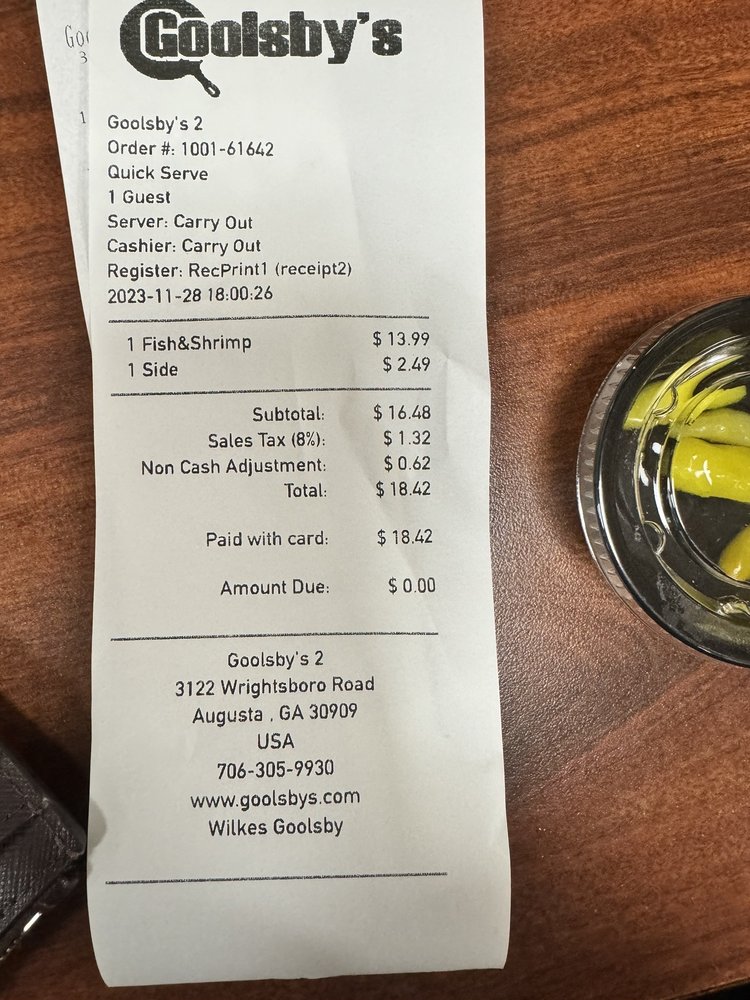 Goolsby's
Goolsby's 2
Order #: 1001-61642
Quick Serve
1 Guest
Server: Carry Out
Cashier: Carry Out
Register: RecPrint1 (receipt2)
2023-11-28 18:00:26
1 Fish&Shrimp $ 13.99
1 Side $ 2.49
Subtotal: $ 16.48
Sales Tax (8%): $ 1.32
Non Cash Adjustment: $ 0.62
Total: $ 18.42
Paid with card: $ 18.42
Amount Due: $ 0.00
Goolsby's 2
3122 Wrightsboro Road
Augusta , GA 30909
USA
706-305-9930
www.goolsbys.com
Wilkes Goolsby